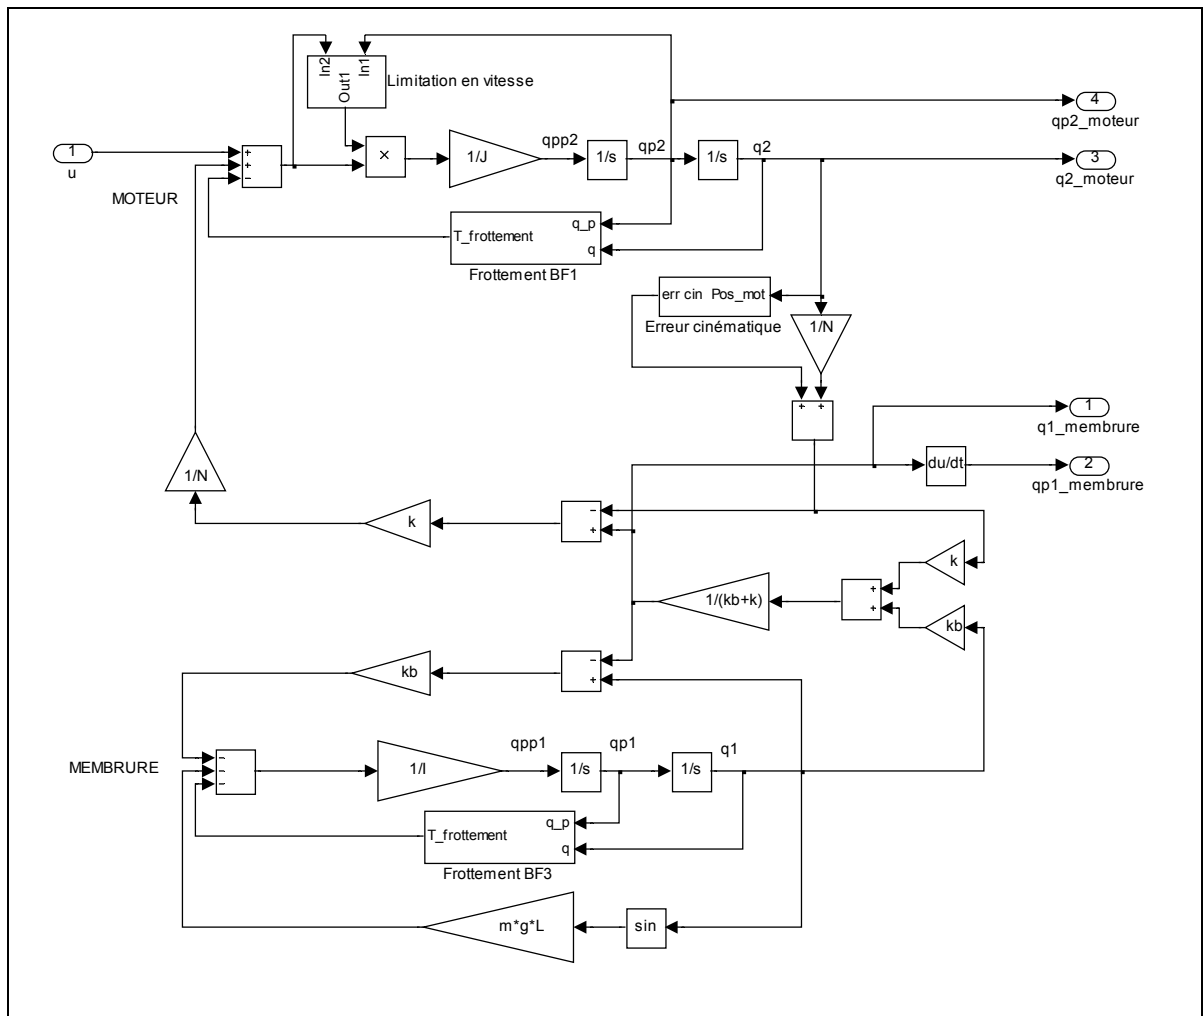 In2
In1
Out1
Limitation en vitesse
4
qp2_moteur
1
u
+
+
−
×
1/J
qpp2
1/s
qp2
1/s
q2
3
q2_moteur
MOTEUR
T_frottement
q_p
q
Frottement BF1
err cin Pos_mot
Erreur cinématique
1/N
+ +
1
q1_membrure
du/dt
2
qp1_membrure
1/N
k
−
+
k
1/(kb+k)
+
+
kb
kb
−
+
MEMBRURE
−
−
−
1/I
qpp1
1/s
qp1
1/s
q1
T_frottement
q_p
q
Frottement BF3
m*g*L
sin